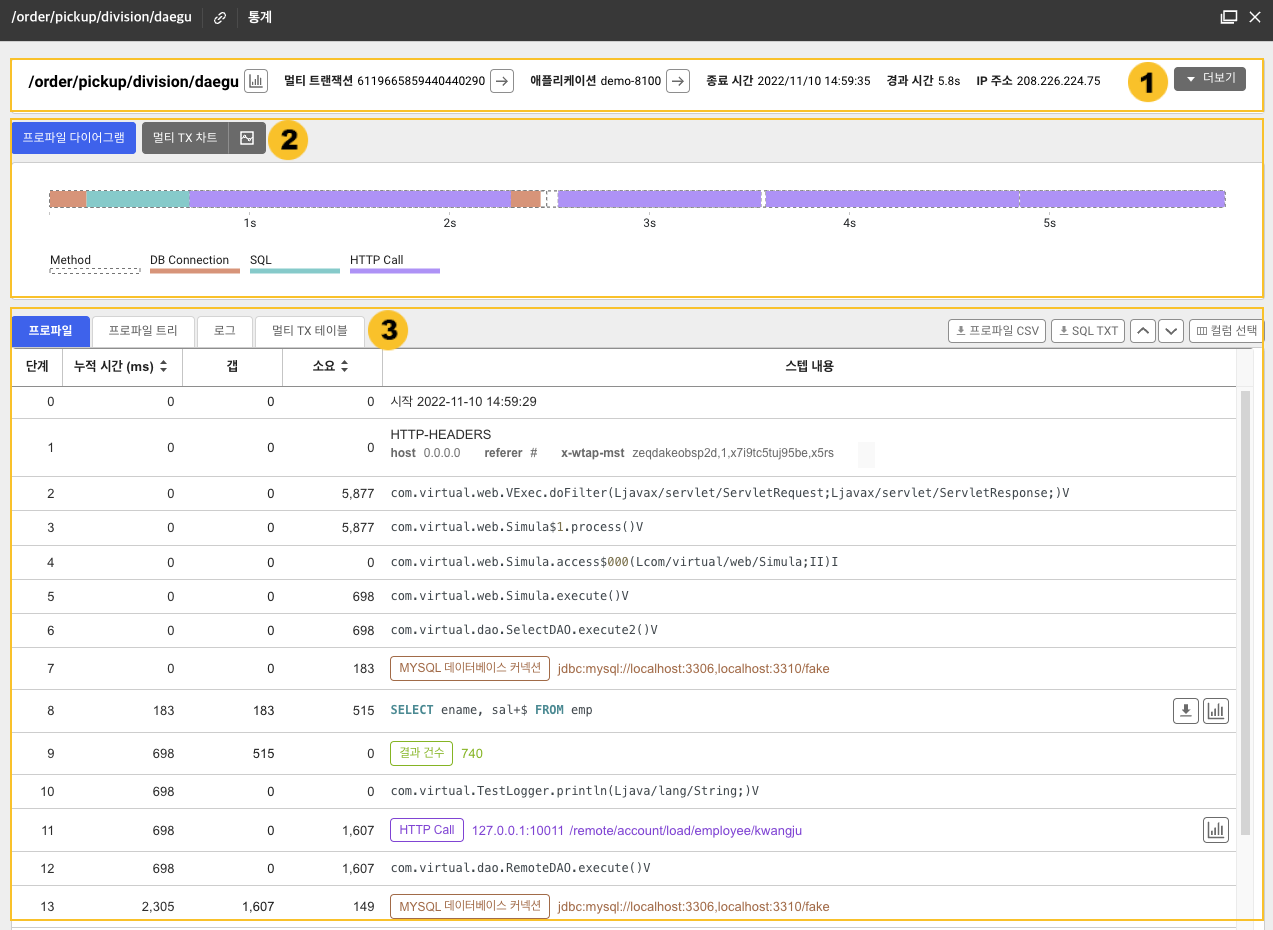 /order/pickup/division/daegu 통계
/order/pickup/division/daegu 멀티 트랜잭션 6119665859440440290 애플리케이션 demo-8100 종료 시간 2022/11/10 14:59:35 경과 시간 5.8s IP 주소 208.226.224.75 1 더보기
프로파일 다이어그램 멀티 TX 차트 2
1s 2s 3s 4s 5s
Method DB Connection SQL HTTP Call
프로파일 프로파일 트리 로그 멀티 TX 테이블 3 프로파일 CSV SQL TXT 컬럼 선택
단계 누적 시간 (ms) 갭 소요 스텝 내용
0 0 0 0 시작 2022-11-10 14:59:29
1 0 0 0 HTTP-HEADERS
host 0.0.0.0 referer # x-wtap-mst zeqdakeobsp2d,1,x7i9tc5tuj95be,x5rs
2 0 0 5,877 com.virtual.web.VExec.doFilter(Ljavax/servlet/ServletRequest;Ljavax/servlet/ServletResponse;)V
3 0 0 5,877 com.virtual.web.Simula$1.process()V
4 0 0 0 com.virtual.web.Simula.access$000(Lcom/virtual/web/Simula;II)I
5 0 0 698 com.virtual.web.Simula.execute()V
6 0 0 698 com.virtual.dao.SelectDAO.execute2()V
7 0 0 183 MYSQL 데이터베이스 커넥션 jdbc:mysql://localhost:3306,localhost:3310/fake
8 183 183 515 SELECT ename, sal+$ FROM emp
9 698 515 0 결과 건수 740
10 698 0 0 com.virtual.TestLogger.println(Ljava/lang/String;)V
11 698 0 1,607 HTTP Call 127.0.0.1:10011 /remote/account/load/employee/kwangju
12 698 0 1,607 com.virtual.dao.RemoteDAO.execute()V
13 2,305 1,607 149 MYSQL 데이터베이스 커넥션 jdbc:mysql://localhost:3306,localhost:3310/fake